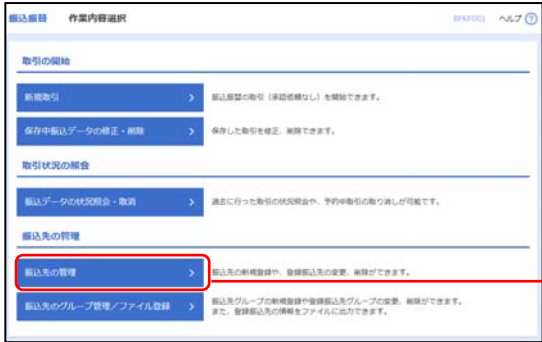 振込振替 作業内容選択 BFKF001 ヘルプ ?
取引の開始
新規取引 振込振替の取引（承認依頼なし）を開始できます。
保存中振込データの修正・削除 保存した取引を修正、削除できます。
取引状況の照会
振込データの状況照会・取消 過去に行った取引の状況照会や、予約中取引の取り消しが可能です。
振込先の管理
振込先の管理 振込先の新規登録や、登録振込先の変更、削除ができます。
振込先のグループ管理／ファイル登録 振込先グループの新規登録や登録振込先グループの変更、削除ができます。
また、登録振込先の情報をファイルに出力できます。